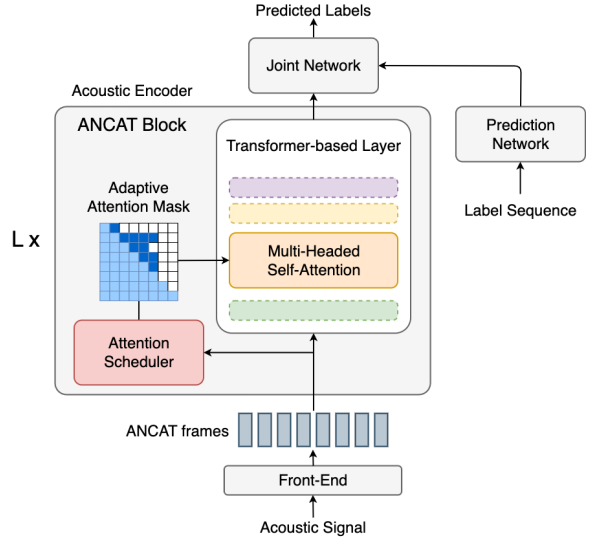 Predicted Labels
Joint Network
Acoustic Encoder
ANCAT Block
Transformer-based Layer
Prediction
Network
Adaptive
Attention Mask
Label Sequence
L x
Multi-Headed
Self-Attention
Attention
Scheduler
ANCAT frames
Front-End
Acoustic Signal